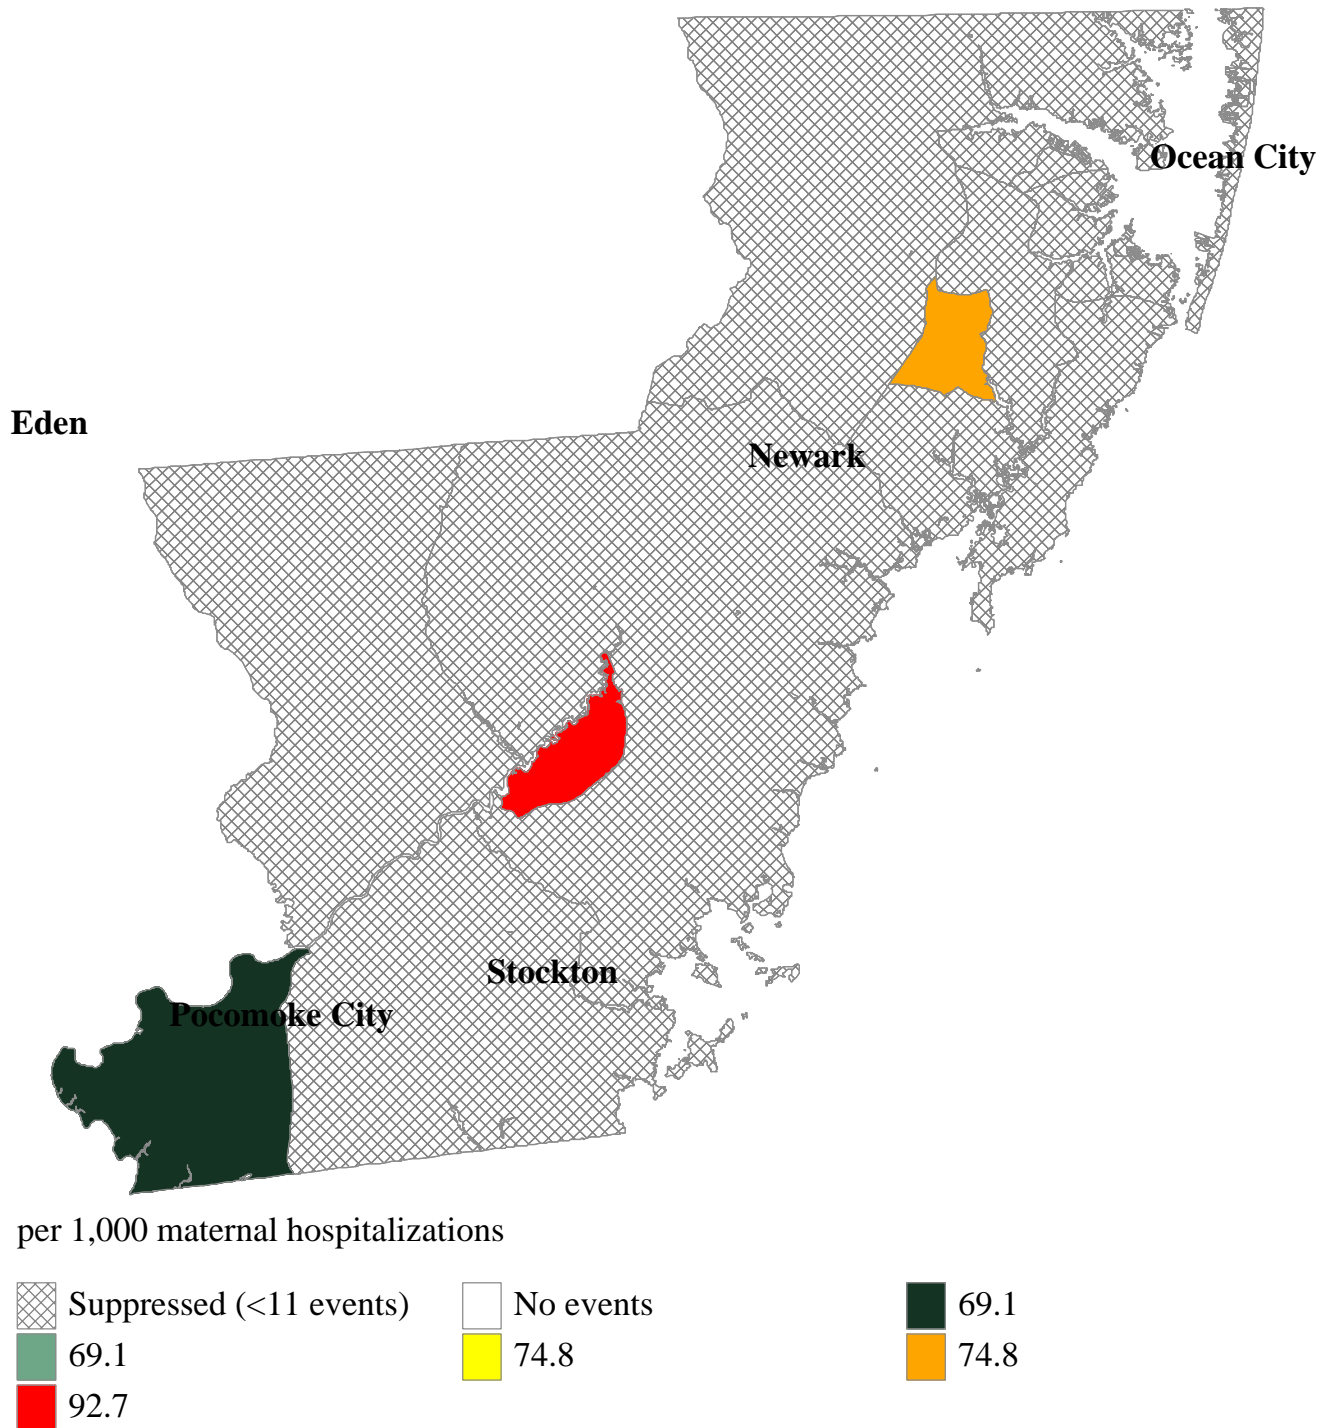 Ocean City
Eden
Newark
Stockton
Pocomoke City
per 1,000 maternal hospitalizations
Suppressed (<11 events)
No events
69.1
69.1
74.8
74.8
92.7